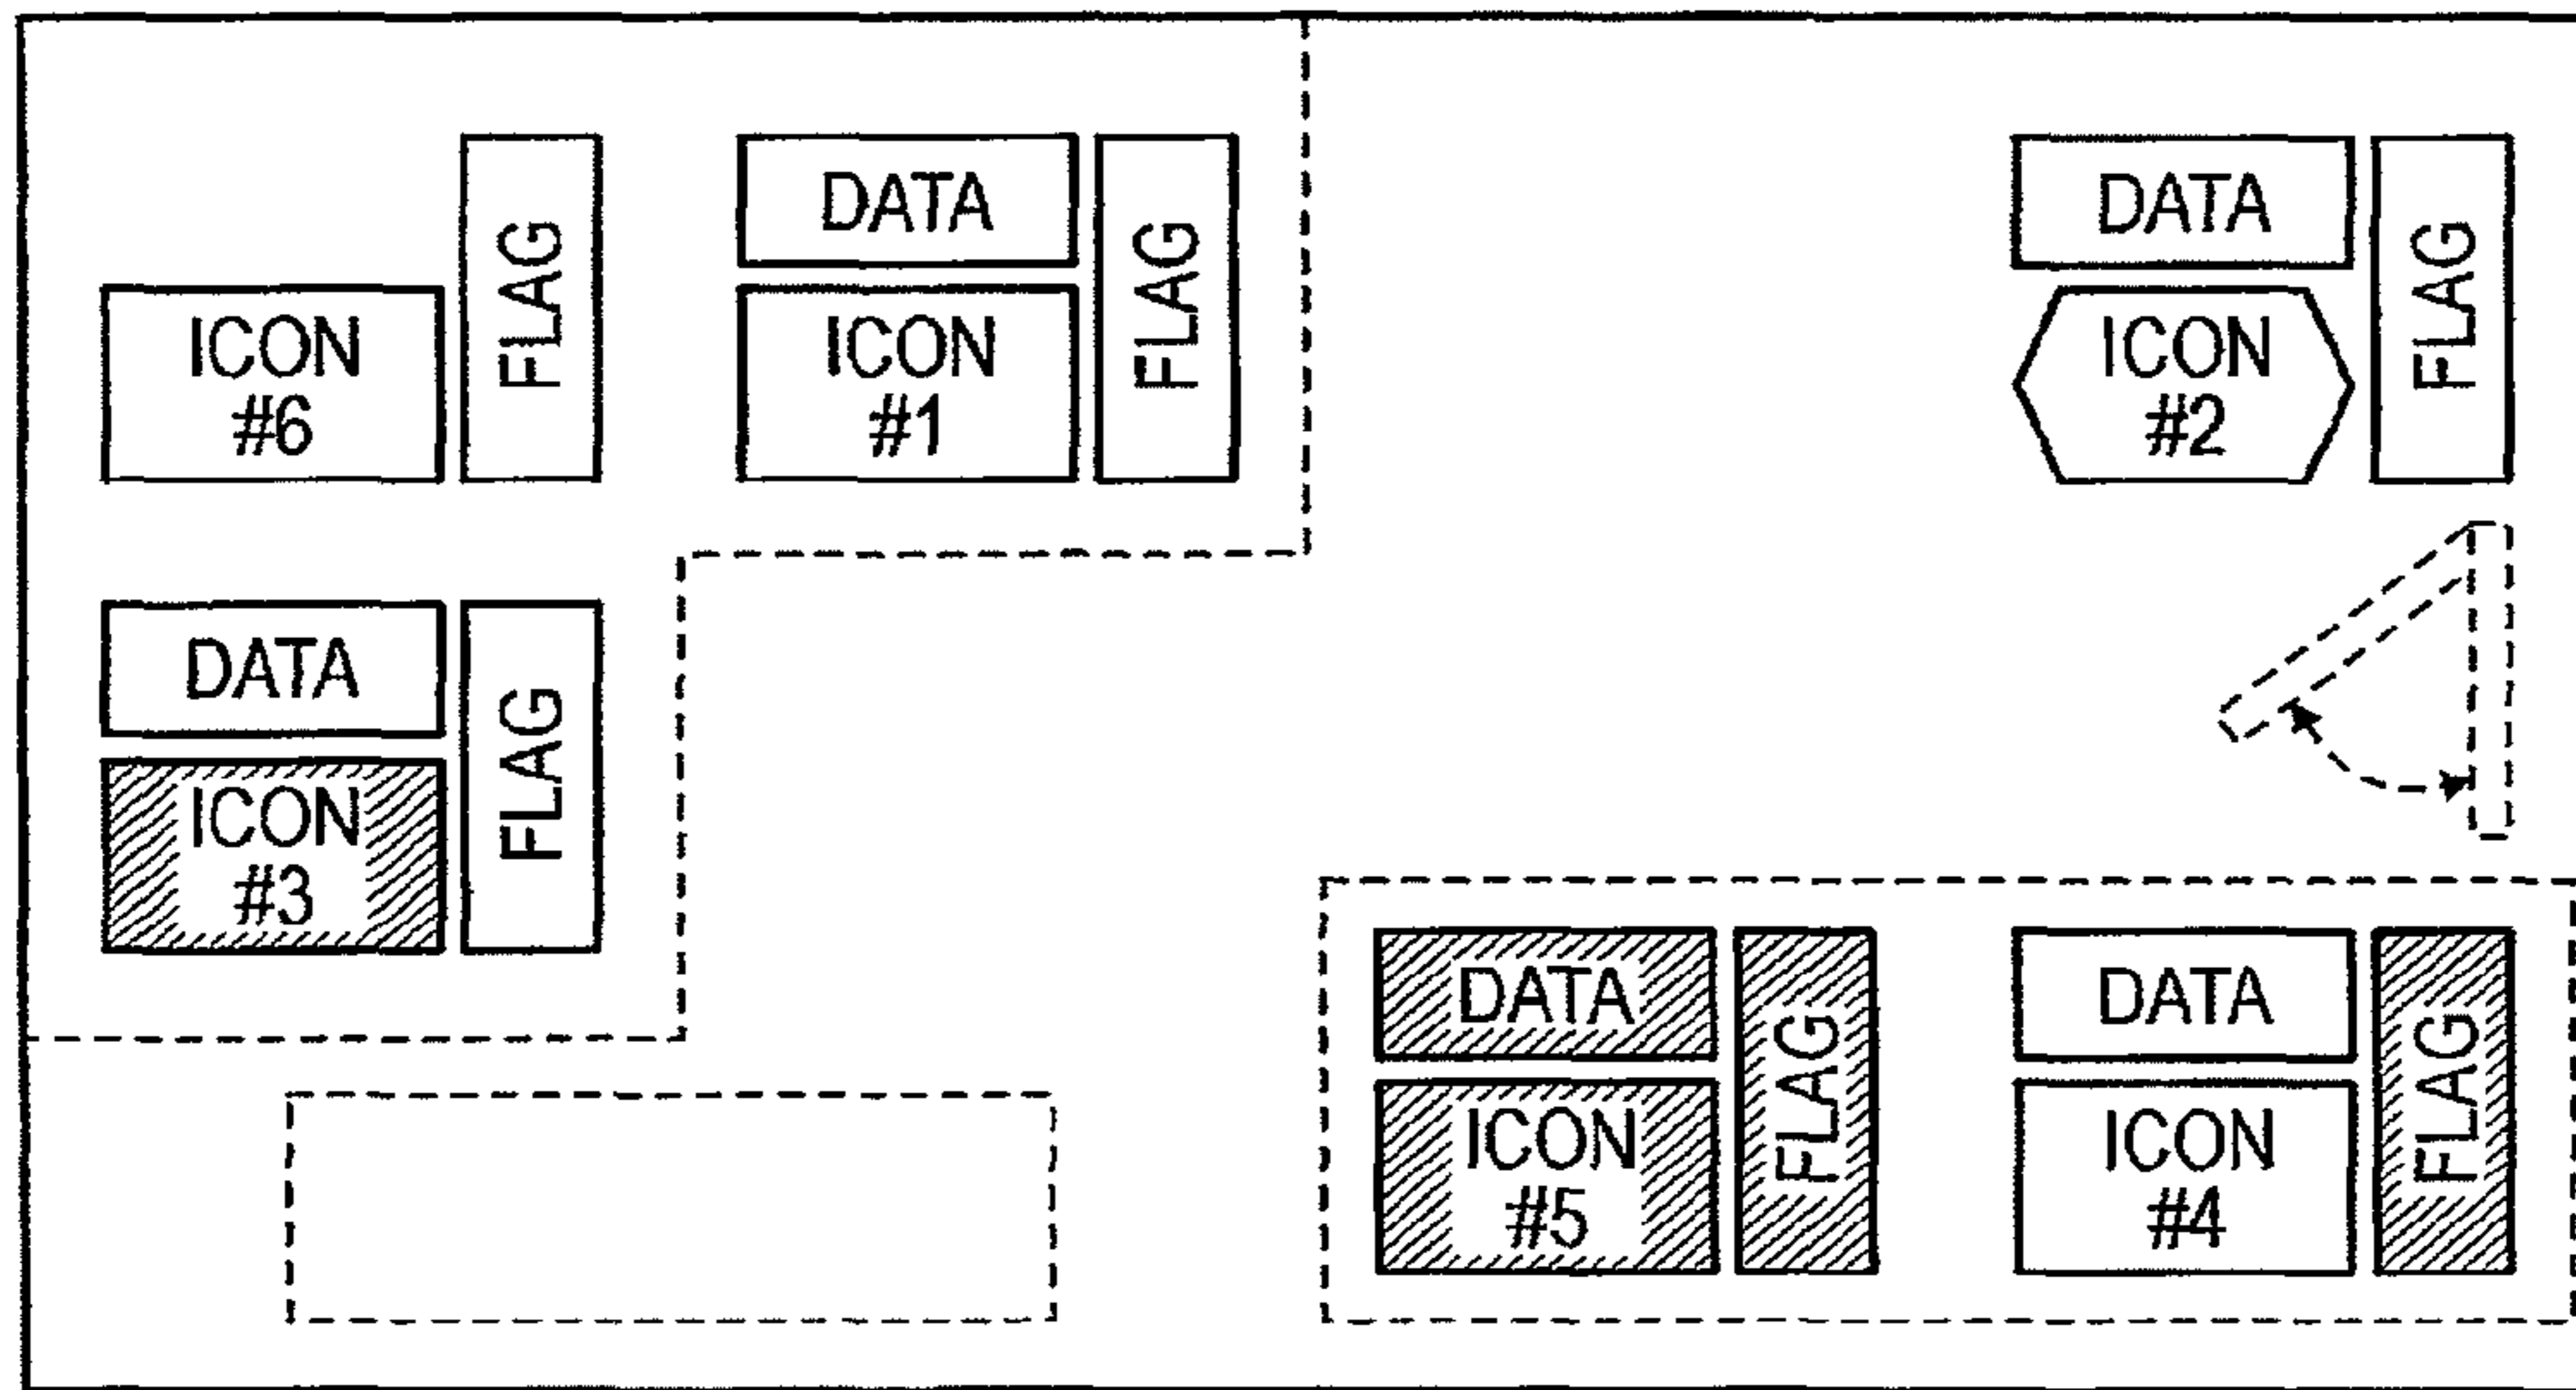 FLAG
ICON
#6
DATA
ICON
#1
FLAG
DATA
ICON
#2
FLAG
DATA
ICON
#3
FLAG
DATA
ICON
#5
FLAG
DATA
ICON
#4
FLAG